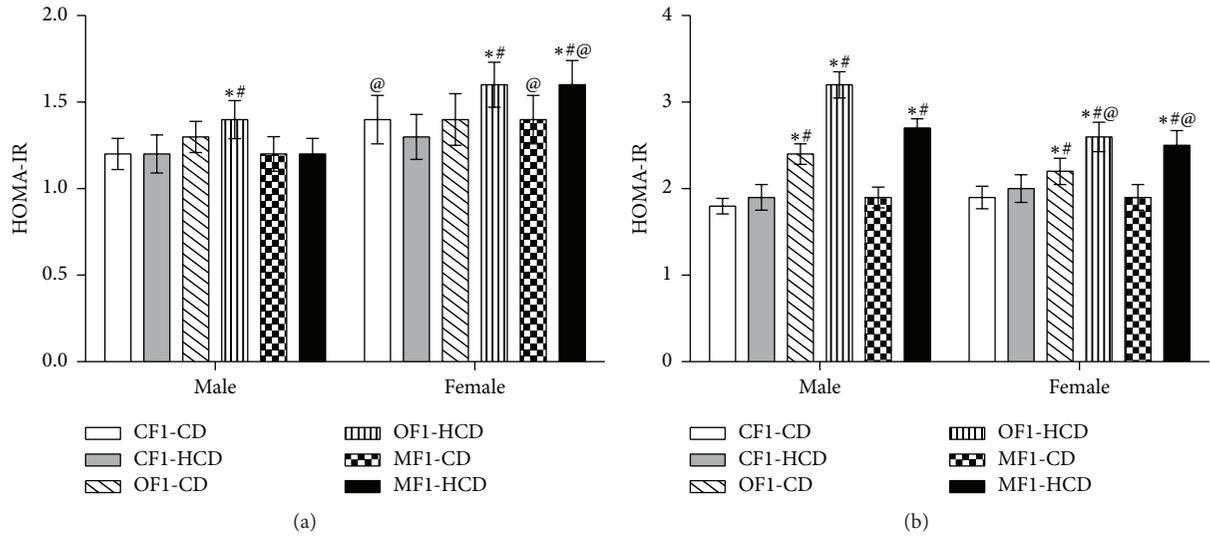 2.0
1.5
1.0
0.5
0.0
HOMA-IR
*#
@
*#
@
*#@
Male Female
CF1-CD OF1-HCD
CF1-HCD MF1-CD
OF1-CD MF1-HCD
(a)
4
3
2
1
0
HOMA-IR
*#
*#
*#
*#
*#@
*#@
Male Female
CF1-CD OF1-HCD
CF1-HCD MF1-CD
OF1-CD MF1-HCD
(b)